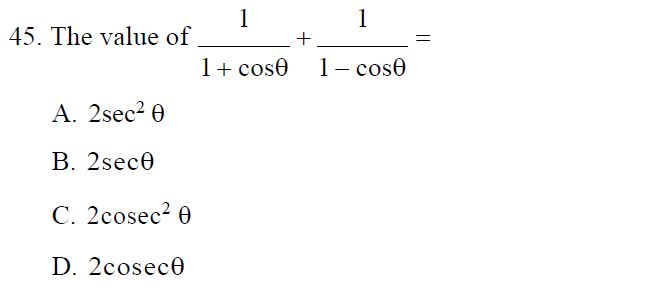 45. The value of 1/(1 + cosθ) + 1/(1 – cosθ) =
A. 2sec² θ
B. 2secθ
C. 2cosec² θ
D. 2cosecθ